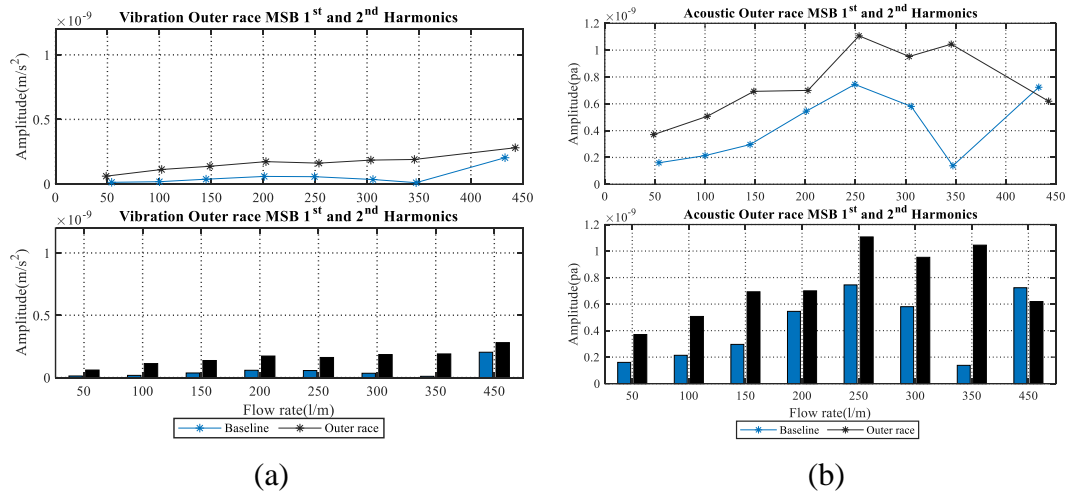 Vibration Outer race MSB 1st and 2nd Harmonics
×10-9
1
0.5
0
Amplitude(m/s2)
0 50 100 150 200 250 300 350 400 450
Vibration Outer race MSB 1st and 2nd Harmonics
×10-9
1
0.5
0
Amplitude(m/s2)
50 100 150 200 250 300 350 450
Flow rate(l/m)
Baseline Outer race
(a)
Acoustic Outer race MSB 1st and 2nd Harmonics
×10-9
1.2
1
0.8
0.6
0.4
0.2
0
Amplitude(pa)
0 50 100 150 200 250 300 350 400 450
Acoustic Outer race MSB 1st and 2nd Harmonics
×10-9
1.2
1
0.8
0.6
0.4
0.2
0
Amplitude(pa)
50 100 150 200 250 300 350 450
Flow rate(l/m)
Baseline Outer race
(b)